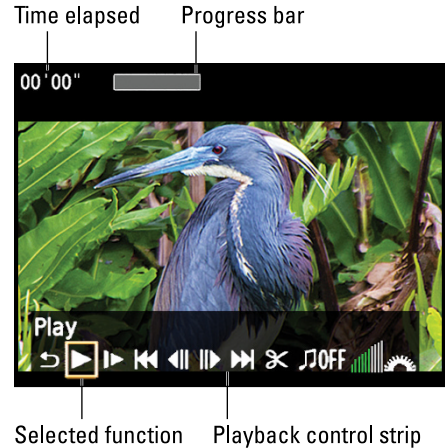 Time elapsed Progress bar
00'00"
Play
OFF
Selected function Playback control strip